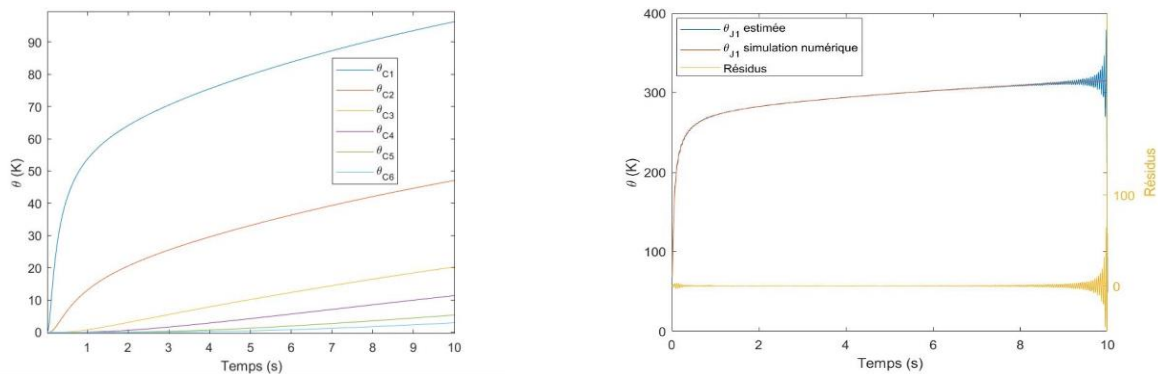 90
80
70
60
50
40
30
20
10
0
θ (K)
θC1
θC2
θC3
θC4
θC5
θC6
1 2 3 4 5 6 7 8 9 10
Temps (s)
400
300
200
100
0
θ (K)
θJ1 estimée
θJ1 simulation numérique
Résidus
100
0
Résidus
0 2 4 6 8 10
Temps (s)